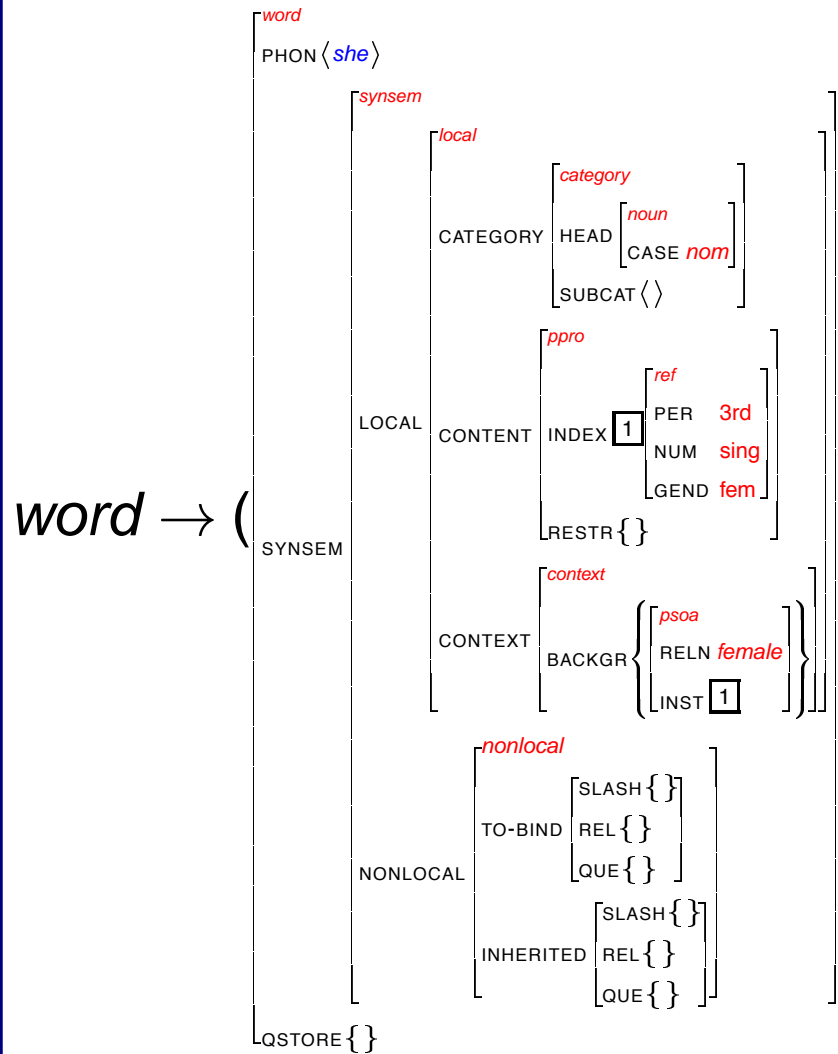 word
PHON ⟨she⟩
synsem
local
category
noun
CATEGORY HEAD
CASE nom
SUBCAT ⟨ ⟩
ppro
ref
PER 3rd
LOCAL CONTENT INDEX 1
NUM sing
GEND fem
word → (
SYNSEM
RESTR { }
context
psoa
CONTEXT BACKGR { RELN female }
INST 1
nonlocal
SLASH { }
TO-BIND REL { }
QUE { }
NONLOCAL
SLASH { }
INHERITED REL { }
QUE { }
QSTORE { }